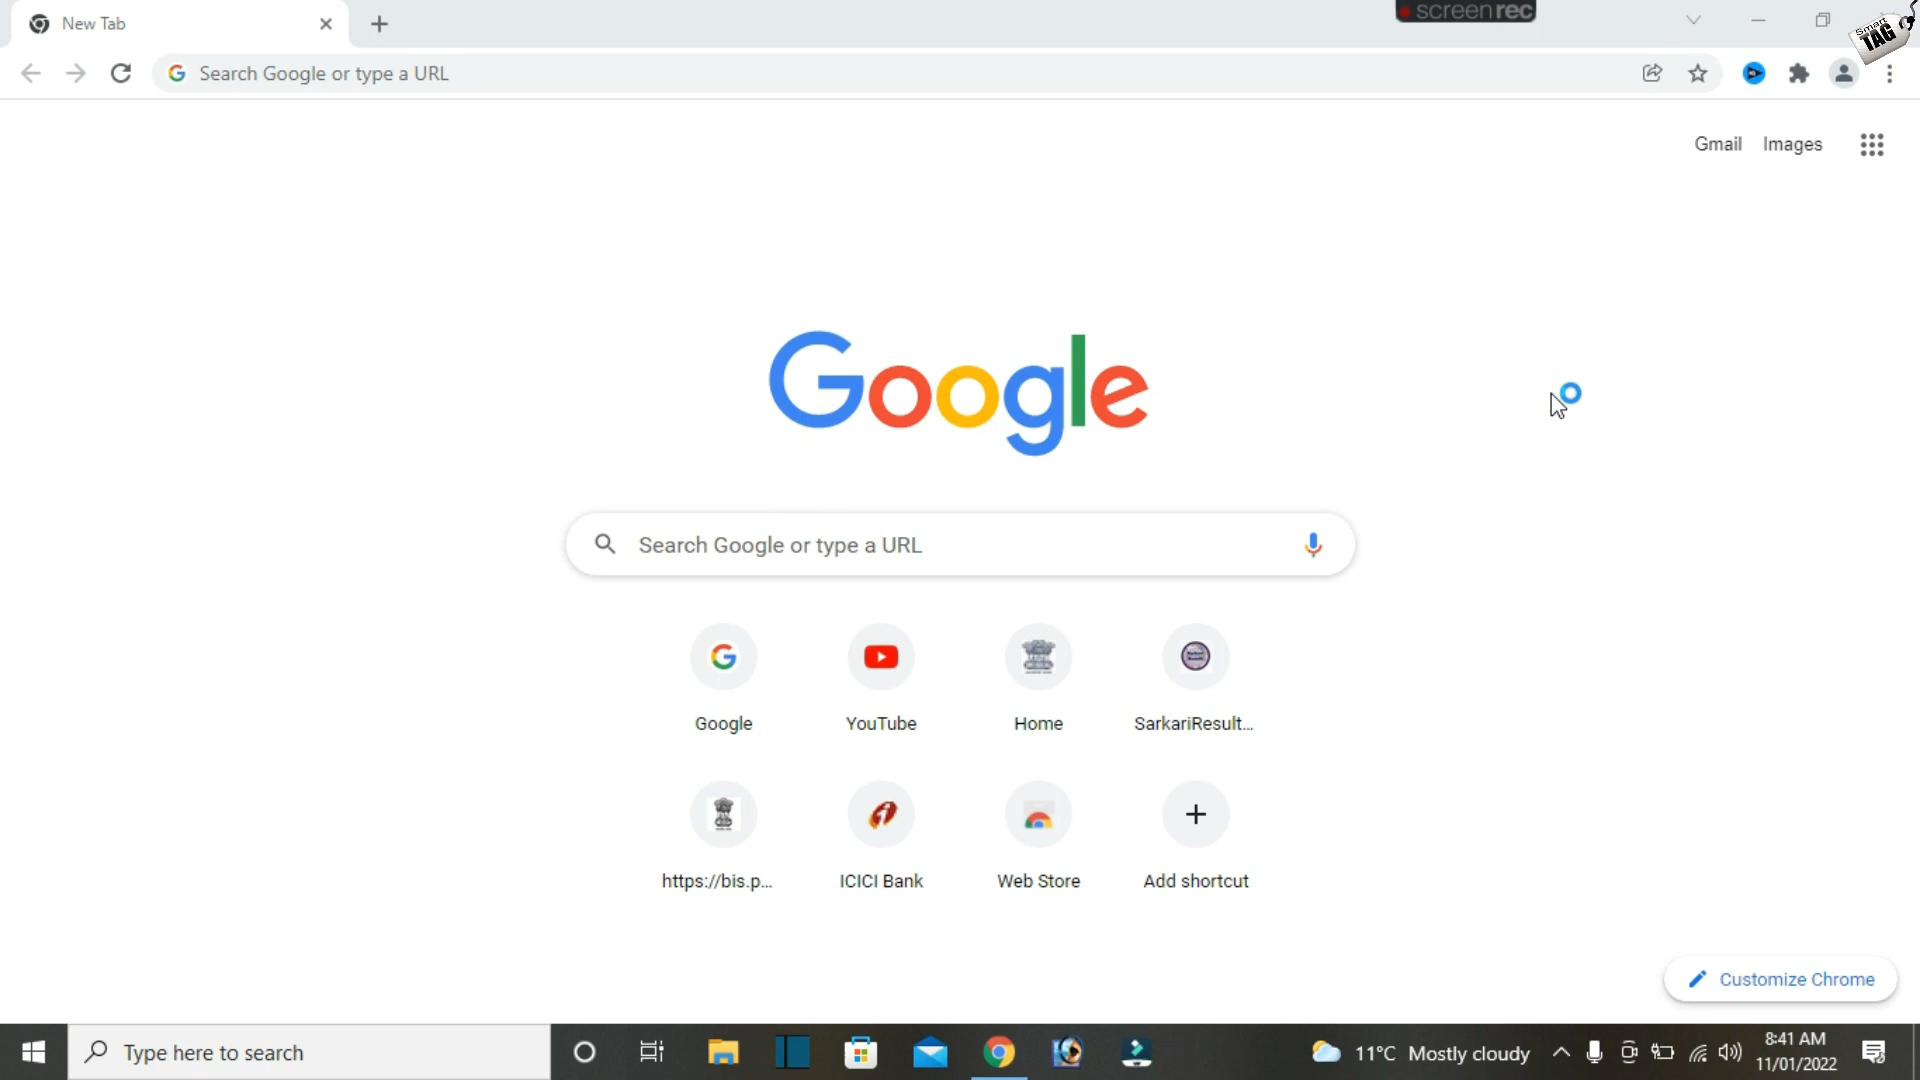 New Tab
screenrec
Smart
TAG
Search Google or type a URL
Gmail Images
Google
Search Google or type a URL
Google YouTube Home SarkariResult...
https://bis.p... ICICI Bank Web Store Add shortcut
Customize Chrome
Type here to search
11°C Mostly cloudy
8:41 AM
11/01/2022